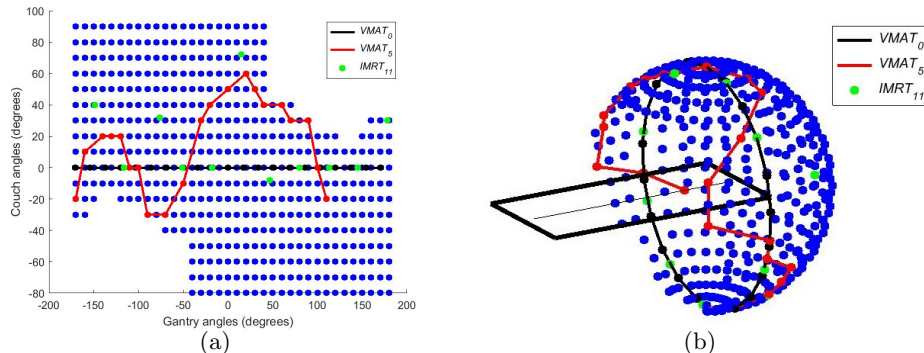 100
80
60
40
20
0
-20
-40
-60
-80
Couch angles (degrees)
-200 -150 -100 -50 0 50 100 150 200
Gantry angles (degrees)
VMAT0
VMAT5
IMRT11
(a)
VMAT0
VMAT5
IMRT11
(b)